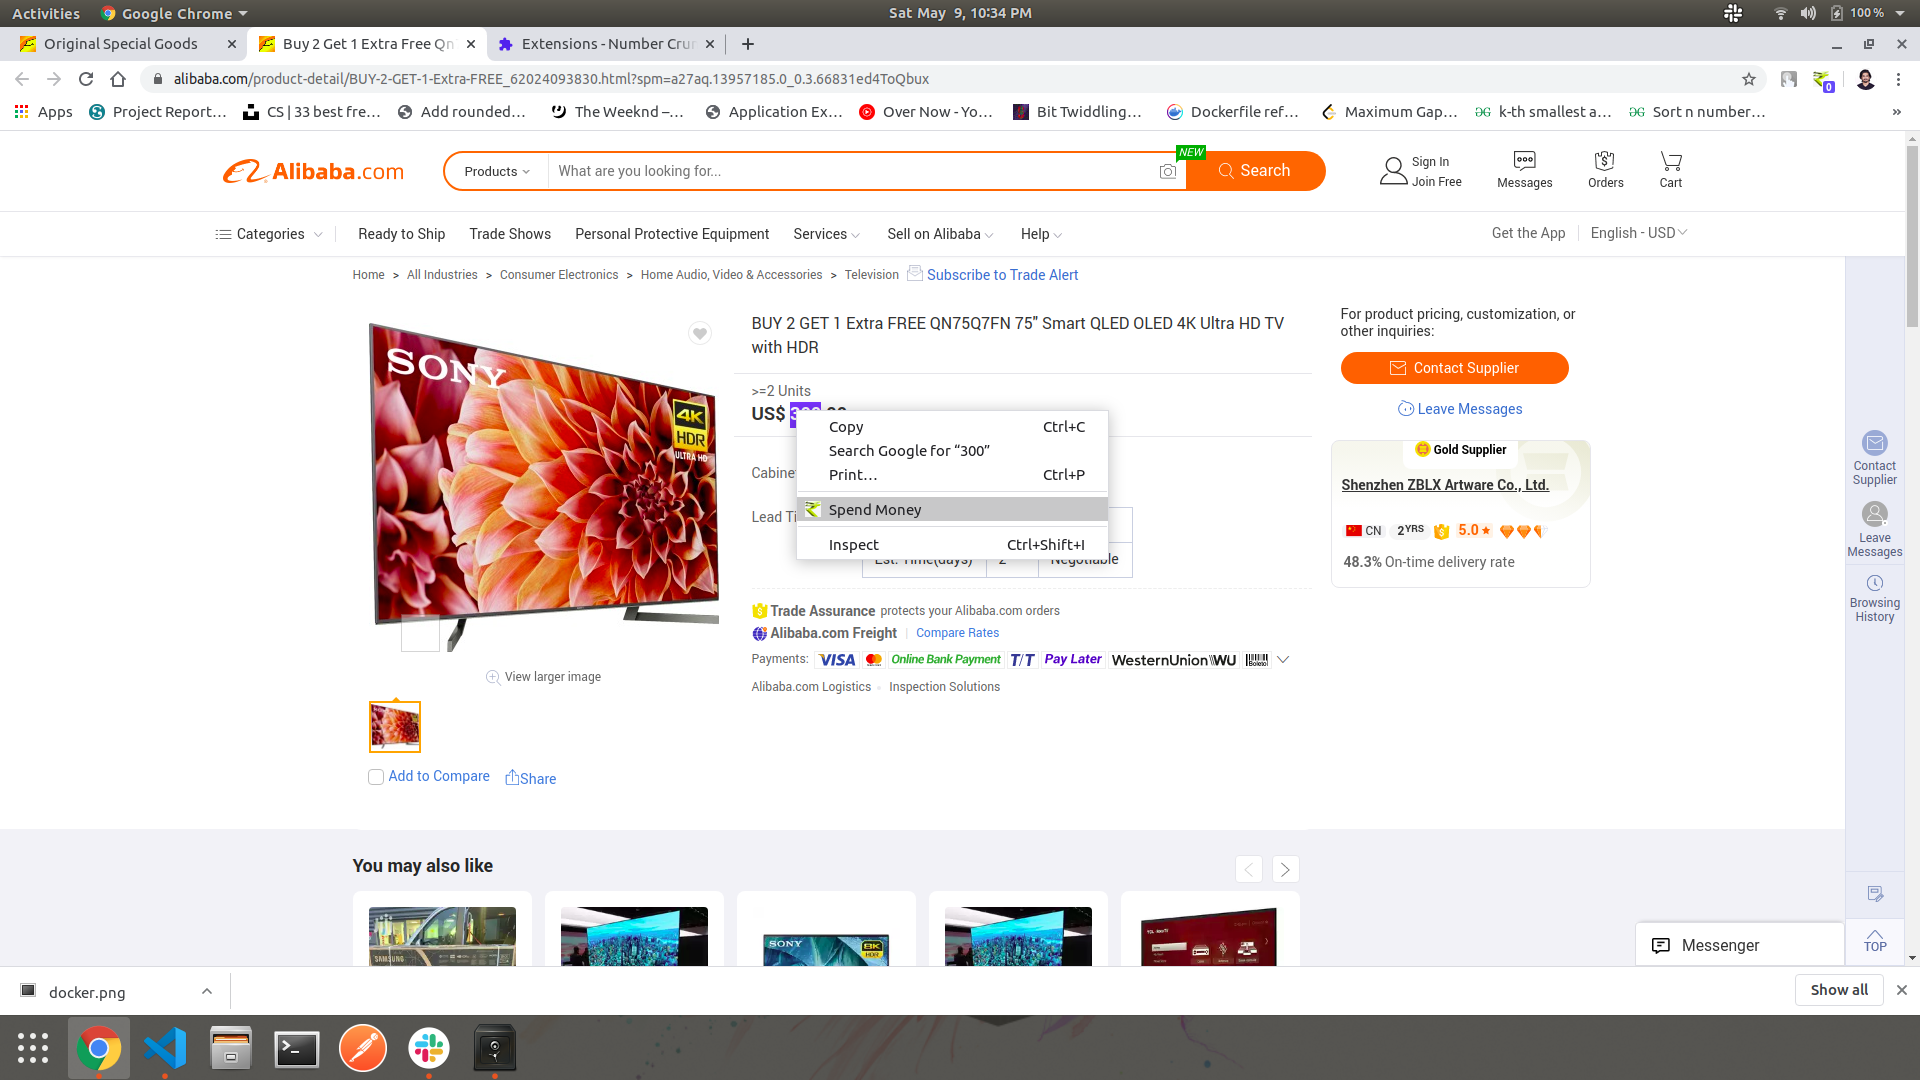 Activities
Google Chrome
Sat May 9, 10:34 PM
100 %
Original Special Goods
Buy 2 Get 1 Extra Free Qn
Extensions - Number Crun
alibaba.com/product-detail/BUY-2-GET-1-Extra-FREE_62024093830.html?spm=a27aq.13957185.0_0.3.66831ed4ToQbux
0
Apps
Project Report…
CS | 33 best fre…
Add rounded…
The Weeknd –…
Application Ex…
Over Now - Yo…
Bit Twiddling…
Dockerfile ref…
Maximum Gap…
k-th smallest a…
Sort n number…
»
Alibaba.com
Products
What are you looking for...
NEW
Search
Sign In
Join Free
Messages
Orders
Cart
Categories
Ready to Ship
Trade Shows
Personal Protective Equipment
Services
Sell on Alibaba
Help
Get the App
English - USD
Home > All Industries > Consumer Electronics > Home Audio, Video & Accessories > Television
Subscribe to Trade Alert
SONY
4K
HDR
ULTRA HD
BUY 2 GET 1 Extra FREE QN75Q7FN 75" Smart QLED OLED 4K Ultra HD TV
with HDR
>=2 Units
US$
Copy Ctrl+C
Search Google for “300”
Print… Ctrl+P
Spend Money
Inspect Ctrl+Shift+I
Cabine
Lead Ti
Est. Time(days) 2 Negotiable
Trade Assurance protects your Alibaba.com orders
Alibaba.com Freight
Compare Rates
Payments:
VISA
Online Bank Payment
T/T
Pay Later
WesternUnion WU
Boleto
Alibaba.com Logistics
Inspection Solutions
View larger image
Add to Compare
Share
For product pricing, customization, or
other inquiries:
Contact Supplier
Leave Messages
Gold Supplier
Shenzhen ZBLX Artware Co., Ltd.
CN
2 YRS
5.0
48.3% On-time delivery rate
Contact
Supplier
Leave
Messages
Browsing
History
TOP
You may also like
SAMSUNG
SONY
8K
HDR
TCL
Messenger
docker.png
Show all